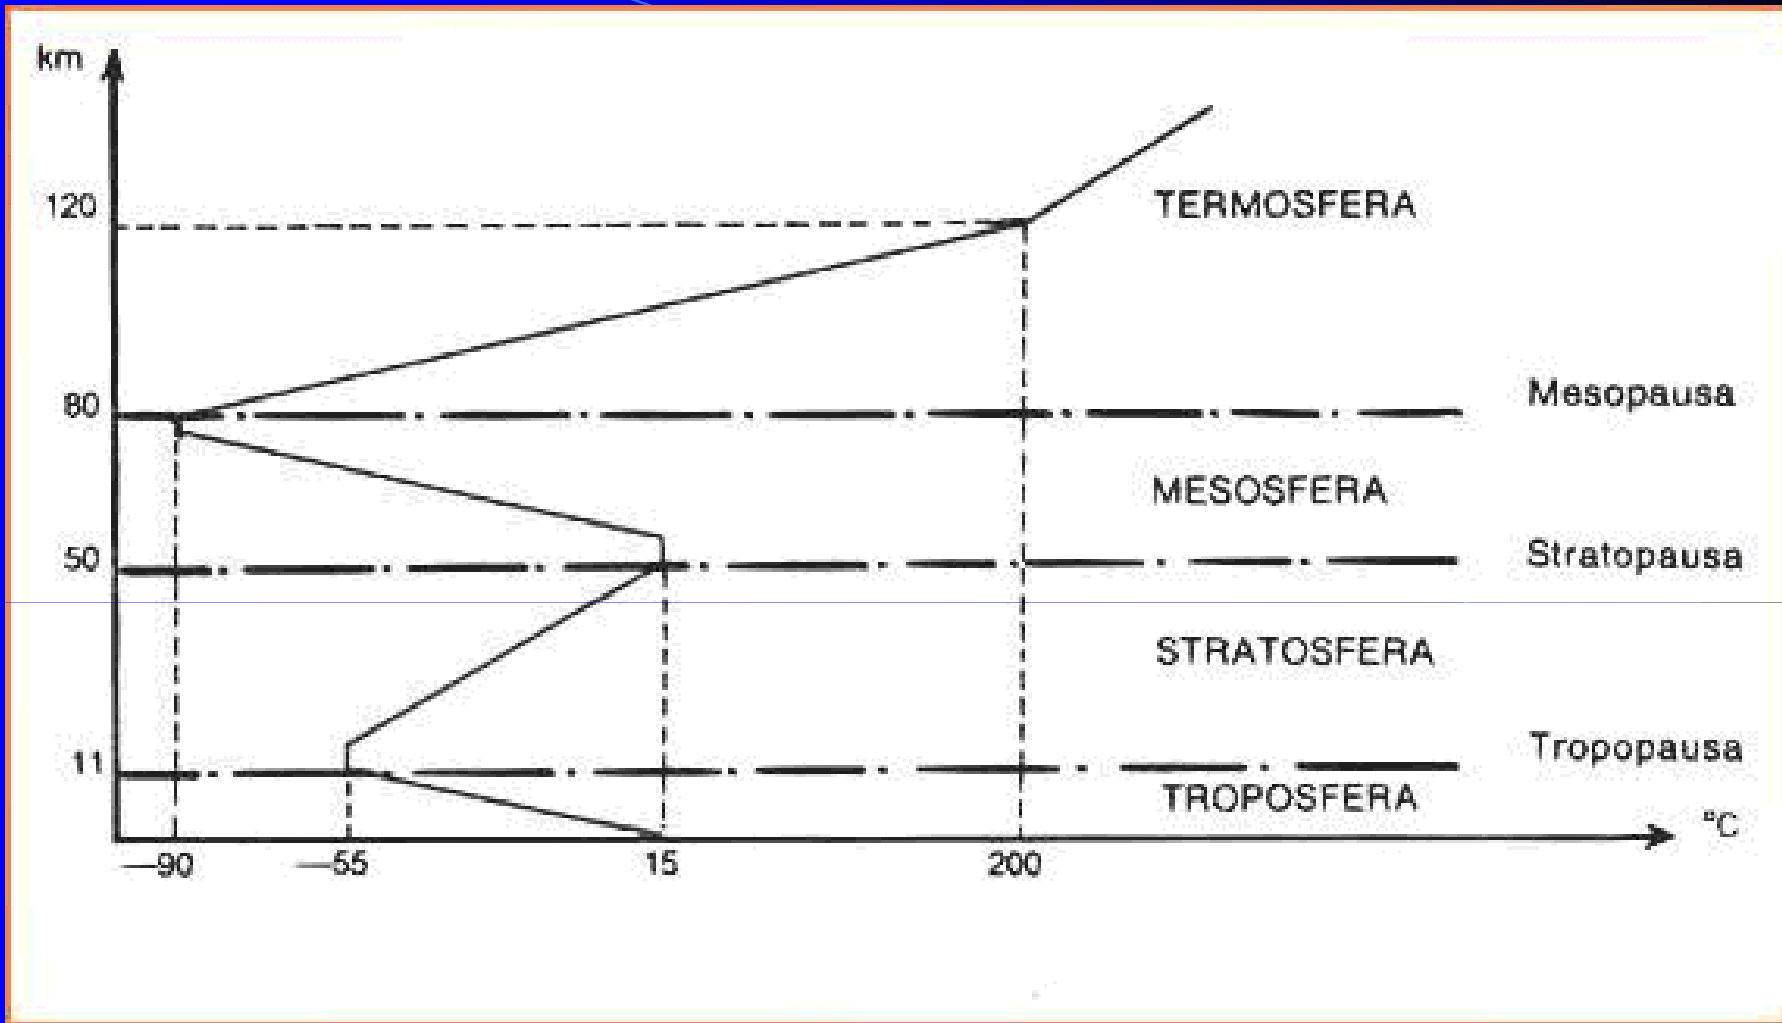 km
120
TERMOSFERA
80
Mesopausa
MESOSFERA
50
Stratopausa
STRATOSFERA
11
Tropopausa
TROPOSFERA
°C
—90
—55
15
200